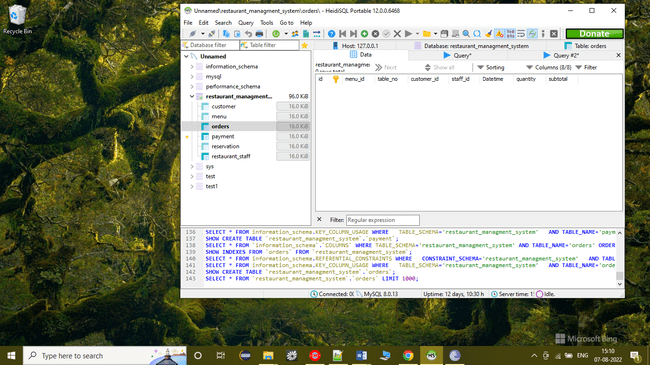 Recycle Bin
Unnamed\restaurant_managment_system\orders\ - HeidiSQL Portable 12.0.0.6468
File Edit Search Query Tools Go to Help
Donate
Database filter
Table filter
Host: 127.0.0.1
Database: restaurant_managment_system
Table: orders
Data
Query*
Query #2*
Unnamed
information_schema
mysql
performance_schema
restaurant_managment... 96.0 KiB
customer 16.0 KiB
menu 16.0 KiB
orders 16.0 KiB
payment 16.0 KiB
reservation 16.0 KiB
restaurant_staff 16.0 KiB
sys
test
test1
restaurant_managme
Next
Show all
Sorting
Columns (8/8)
Filter
id menu_id table_no customer_id staff_id Datetime quantity subtotal
Filter: Regular expression
136 SELECT * FROM information_schema.KEY_COLUMN_USAGE WHERE TABLE_SCHEMA='restaurant_managment_system' AND TABLE_NAME='paym
137 SHOW CREATE TABLE `restaurant_managment_system`.`payment`;
138 SELECT * FROM `information_schema`.`COLUMNS` WHERE TABLE_SCHEMA='restaurant_managment_system' AND TABLE_NAME='orders' ORDER
139 SHOW INDEXES FROM `orders` FROM `restaurant_managment_system`;
140 SELECT * FROM information_schema.REFERENTIAL_CONSTRAINTS WHERE CONSTRAINT_SCHEMA='restaurant_managment_system' AND TABL
141 SELECT * FROM information_schema.KEY_COLUMN_USAGE WHERE TABLE_SCHEMA='restaurant_managment_system' AND TABLE_NAME='orde
142 SHOW CREATE TABLE `restaurant_managment_system`.`orders`;
143 SELECT * FROM `restaurant_managment_system`.`orders` LIMIT 1000;
Connected: 0(
MySQL 8.0.13
Uptime: 12 days, 10:30 h
Server time: 1
Idle.
Microsoft Bing
Type here to search
ENG
15:10
07-08-2022